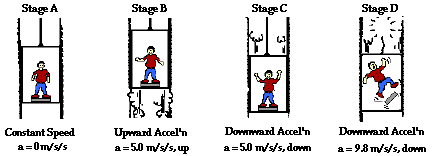 Stage A
Stage B
Stage C
Stage D
Constant Speed
a = 0 m/s/s
Upward Accel'n
a = 5.0 m/s/s, up
Downward Accel'n
a = 5.0 m/s/s, down
Downward Accel'n
a = 9.8 m/s/s, down